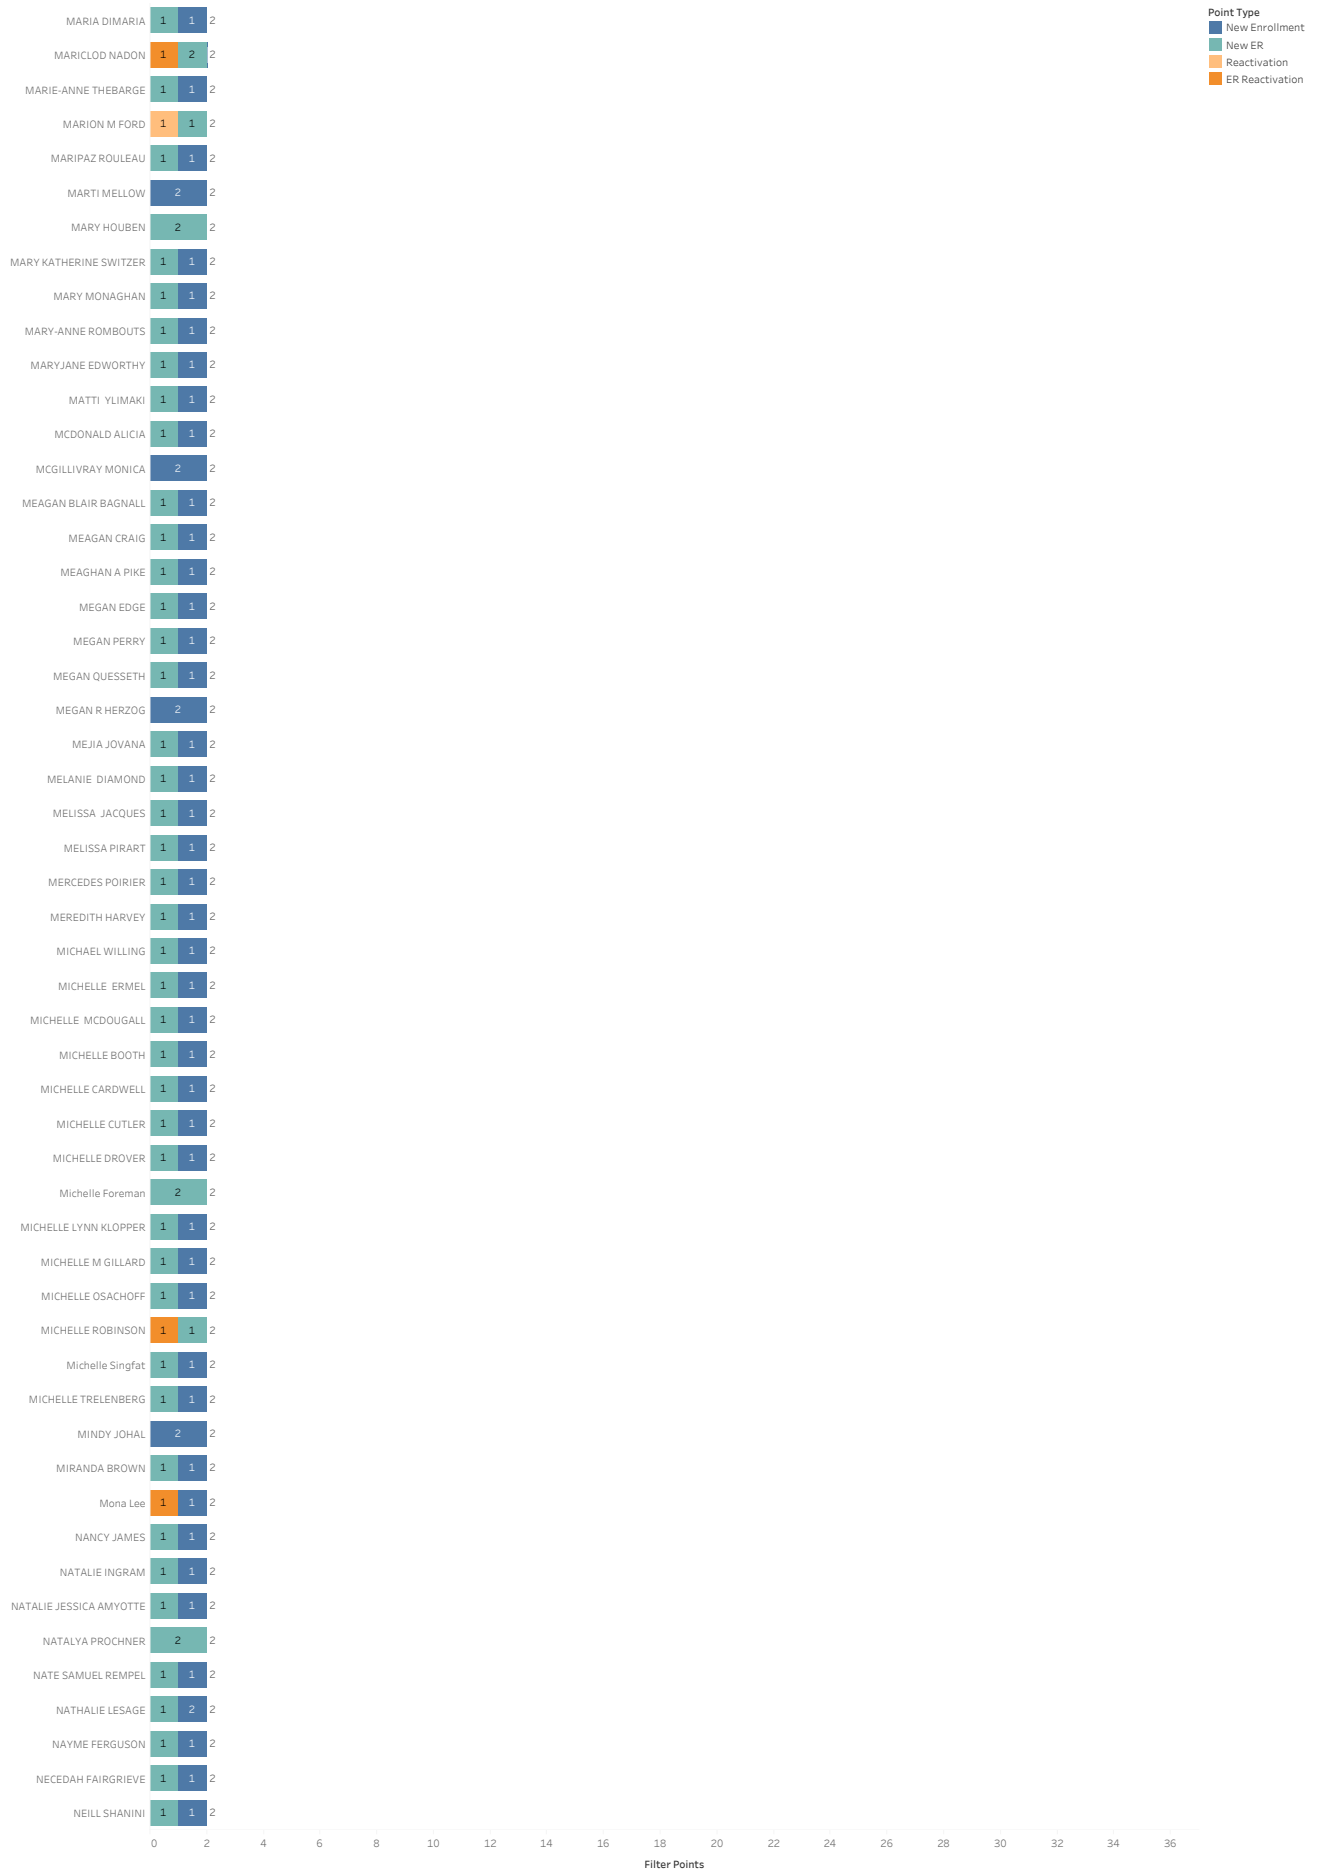 Point Type
New Enrollment
New ER
Reactivation
ER Reactivation
MARIA DIMARIA 1 1 2
MARICLOD NADON 1 2 2
MARIE-ANNE THEBARGE 1 1 2
MARION M FORD 1 1 2
MARIPAZ ROULEAU 1 1 2
MARTI MELLOW 2 2
MARY HOUBEN 2 2
MARY KATHERINE SWITZER 1 1 2
MARY MONAGHAN 1 1 2
MARY-ANNE ROMBOUTS 1 1 2
MARYJANE EDWORTHY 1 1 2
MATTI  YLIMAKI 1 1 2
MCDONALD ALICIA 1 1 2
MCGILLIVRAY MONICA 2 2
MEAGAN BLAIR BAGNALL 1 1 2
MEAGAN CRAIG 1 1 2
MEAGHAN A PIKE 1 1 2
MEGAN EDGE 1 1 2
MEGAN PERRY 1 1 2
MEGAN QUESSETH 1 1 2
MEGAN R HERZOG 2 2
MEJIA JOVANA 1 1 2
MELANIE  DIAMOND 1 1 2
MELISSA  JACQUES 1 1 2
MELISSA PIRART 1 1 2
MERCEDES POIRIER 1 1 2
MEREDITH HARVEY 1 1 2
MICHAEL WILLING 1 1 2
MICHELLE  ERMEL 1 1 2
MICHELLE  MCDOUGALL 1 1 2
MICHELLE BOOTH 1 1 2
MICHELLE CARDWELL 1 1 2
MICHELLE CUTLER 1 1 2
MICHELLE DROVER 1 1 2
Michelle Foreman 2 2
MICHELLE LYNN KLOPPER 1 1 2
MICHELLE M GILLARD 1 1 2
MICHELLE OSACHOFF 1 1 2
MICHELLE ROBINSON 1 1 2
Michelle Singfat 1 1 2
MICHELLE TRELENBERG 1 1 2
MINDY JOHAL 2 2
MIRANDA BROWN 1 1 2
Mona Lee 1 1 2
NANCY JAMES 1 1 2
NATALIE INGRAM 1 1 2
NATALIE JESSICA AMYOTTE 1 1 2
NATALYA PROCHNER 2 2
NATE SAMUEL REMPEL 1 1 2
NATHALIE LESAGE 1 2 2
NAYME FERGUSON 1 1 2
NECEDAH FAIRGRIEVE 1 1 2
NEILL SHANINI 1 1 2
0 2 4 6 8 10 12 14 16 18 20 22 24 26 28 30 32 34 36
Filter Points